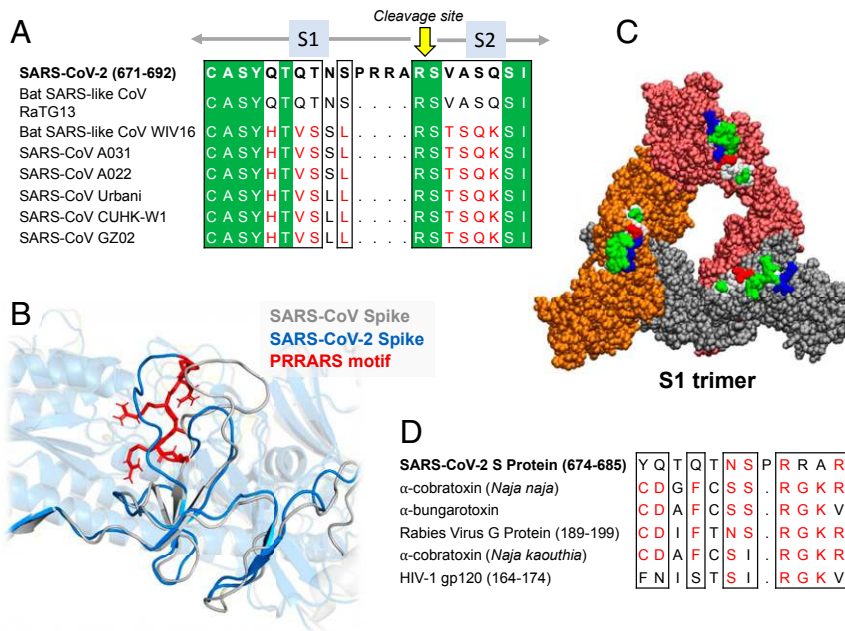 A
Cleavage site
S1
S2
SARS-CoV-2 (671-692) C A S Y Q T Q T N S P R R A R S V A S Q S I
Bat SARS-like CoV
RaTG13 C A S Y Q T Q T N S . . . . R S V A S Q S I
Bat SARS-like CoV WIV16 C A S Y H T V S S L . . . . R S T S Q K S I
SARS-CoV A031 C A S Y H T V S S L . . . . R S T S Q K S I
SARS-CoV A022 C A S Y H T V S S L . . . . R S T S Q K S I
SARS-CoV Urbani C A S Y H T V S L L . . . . R S T S Q K S I
SARS-CoV CUHK-W1 C A S Y H T V S L L . . . . R S T S Q K S I
SARS-CoV GZ02 C A S Y H T V S L L . . . . R S T S Q K S I
B
SARS-CoV Spike
SARS-CoV-2 Spike
PRRARS motif
C
S1 trimer
D
SARS-CoV-2 S Protein (674-685) Y Q T Q T N S P R R A R
α-cobratoxin (Naja naja) C D G F C S S . R G K R
α-bungarotoxin C D A F C S S . R G K V
Rabies Virus G Protein (189-199) C D I F T N S . R G K R
α-cobratoxin (Naja kaouthia) C D A F C S I . R G K R
HIV-1 gp120 (164-174) F N I S T S I . R G K V